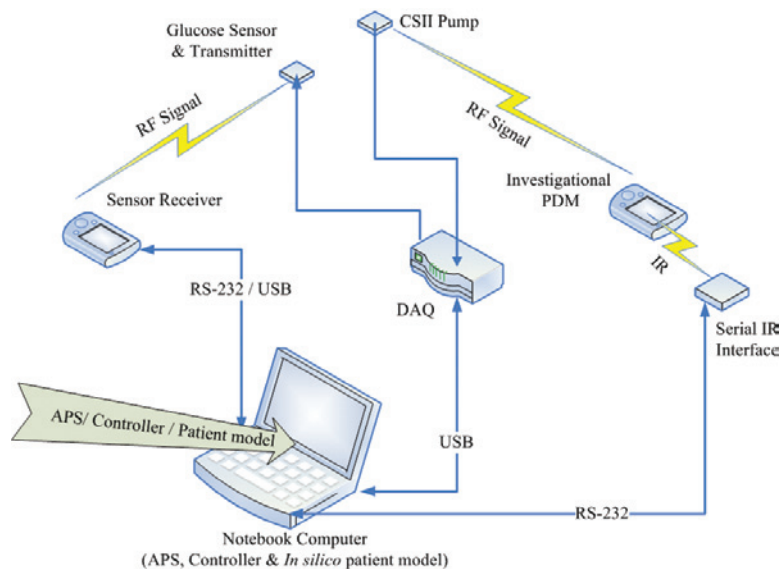 Glucose Sensor
& Transmitter
CSII Pump
RF Signal
RF Signal
Sensor Receiver
Investigational
PDM
IR
RS-232 / USB
DAQ
Serial IR
Interface
APS/ Controller / Patient model
USB
RS-232
Notebook Computer
(APS, Controller & In silico patient model)